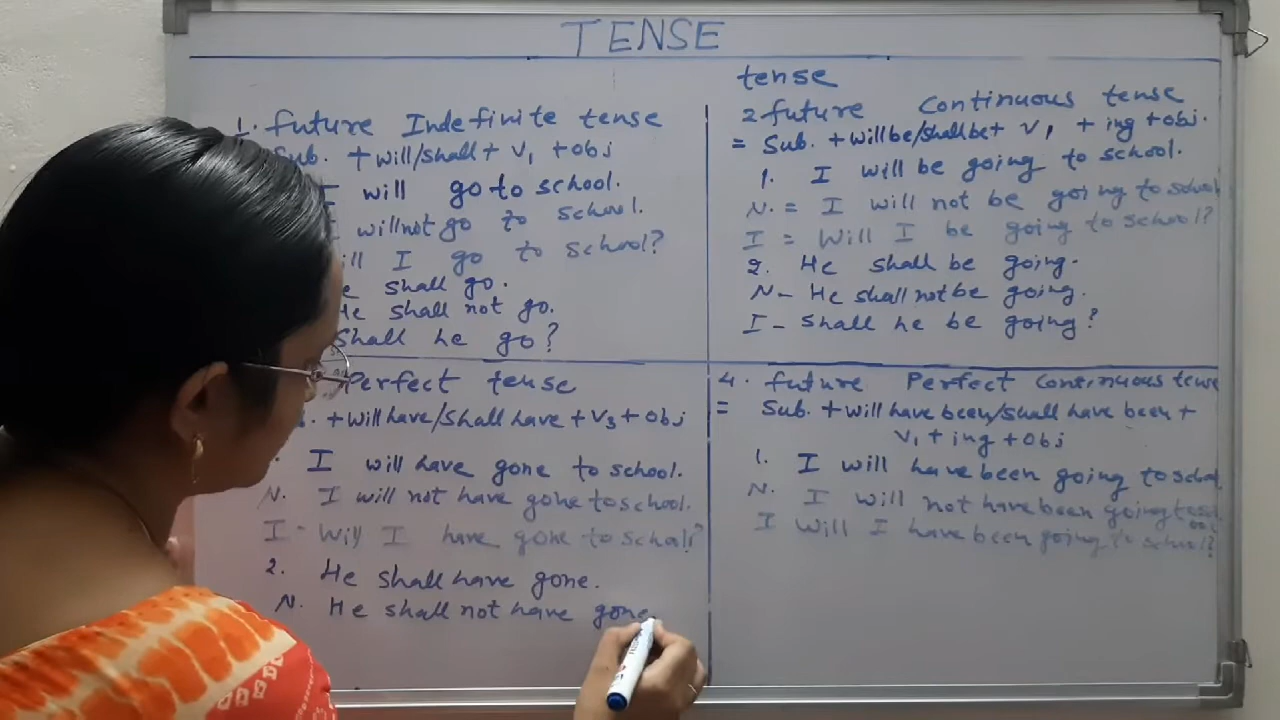 TENSE
1. future Indefinite tense
Sub. + will/shall + V1 + obj
I will go to school.
I willnot go to school.
ill I go to school?
e shall go.
He shall not go.
Shall he go?
tense
2 future Continuous tense
= Sub. + will be/shall be + V1 + ing + obj.
1. I will be going to school.
N. = I will not be going to school
I = Will I be going to school?
2. He shall be going.
N - He shall not be going.
I - Shall he be going?
Perfect tense
+ will have/shall have + V3 + obj
I will have gone to school.
N. I will not have gone to school.
I - Will I have gone to school?
2. He shall have gone.
N. He shall not have gone
4. future Perfect continuous tense
= Sub. + will have been/shall have been +
V1 + ing + obj
1. I will have been going to school
N. I will not have been going to
I Will I have been going to school?